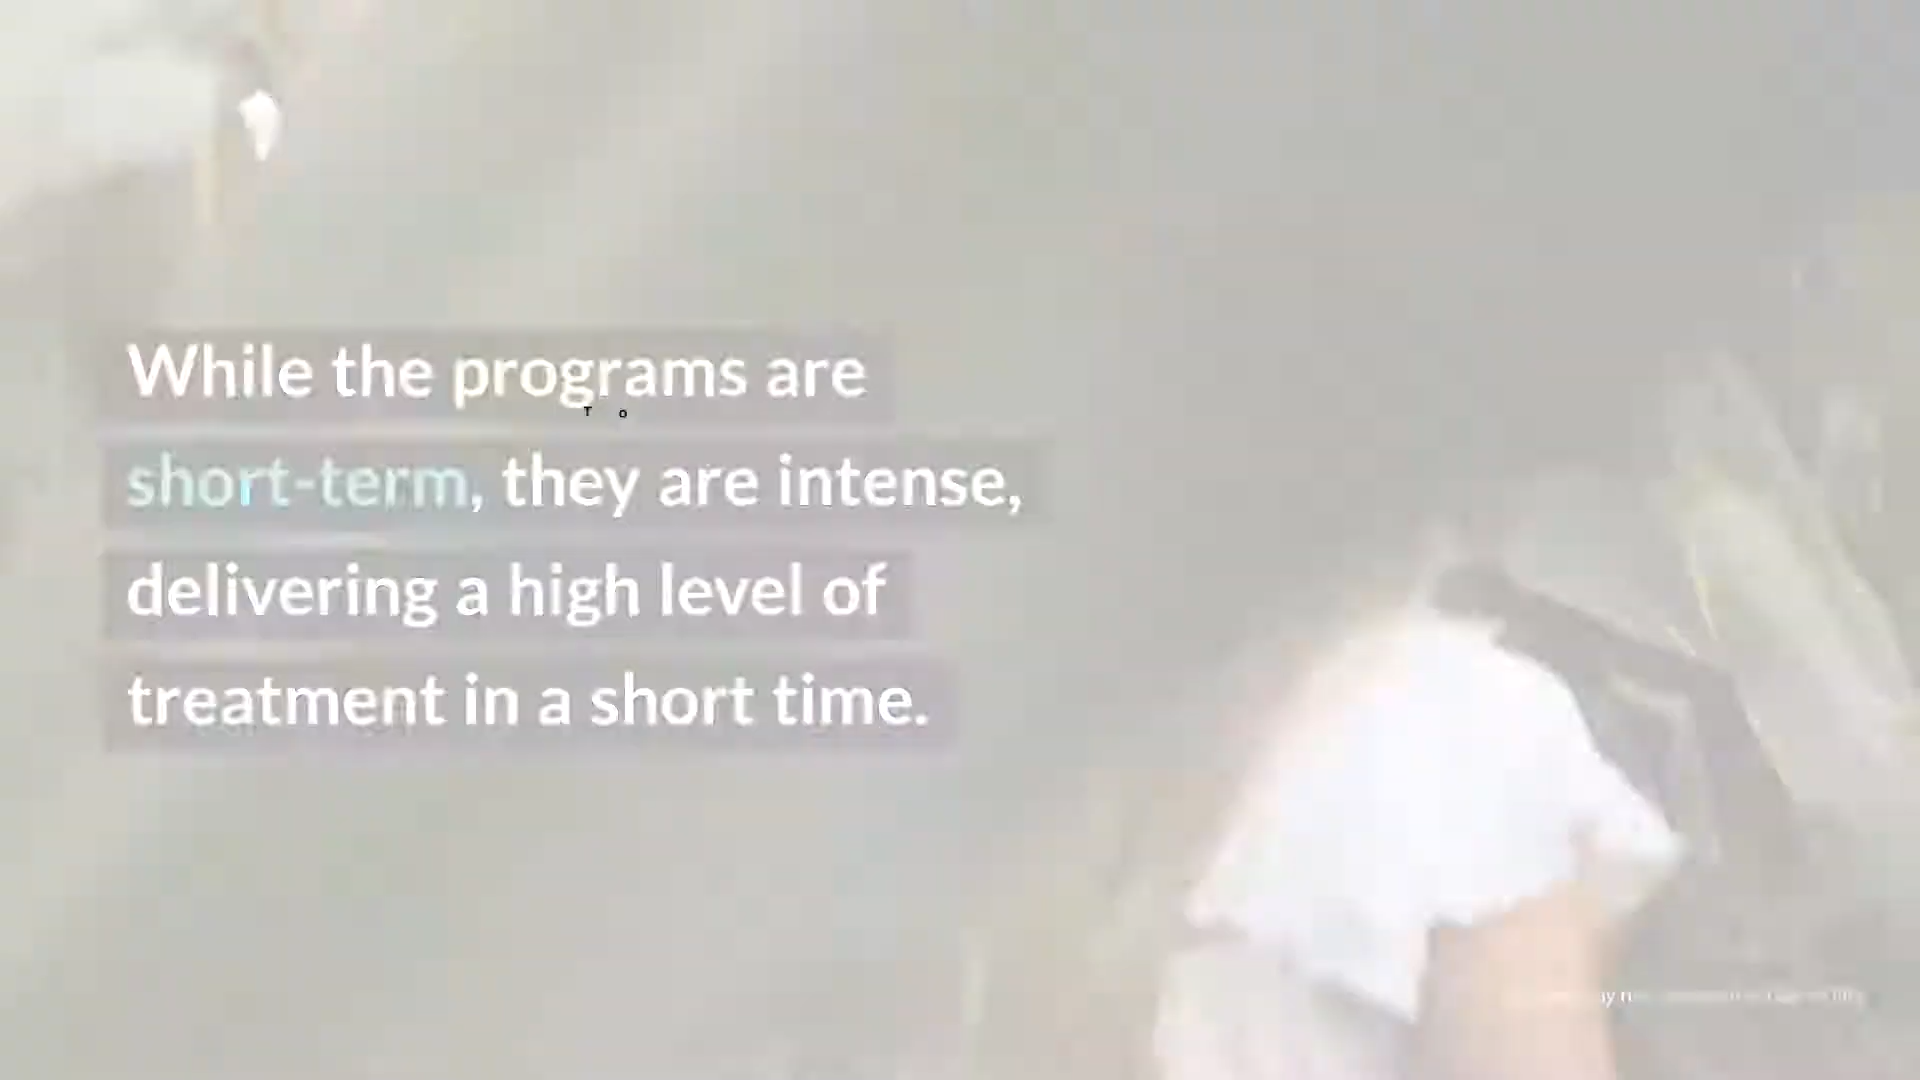 While the programs are
T o
short-term, they are intense,
delivering a high level of
treatment in a short time.